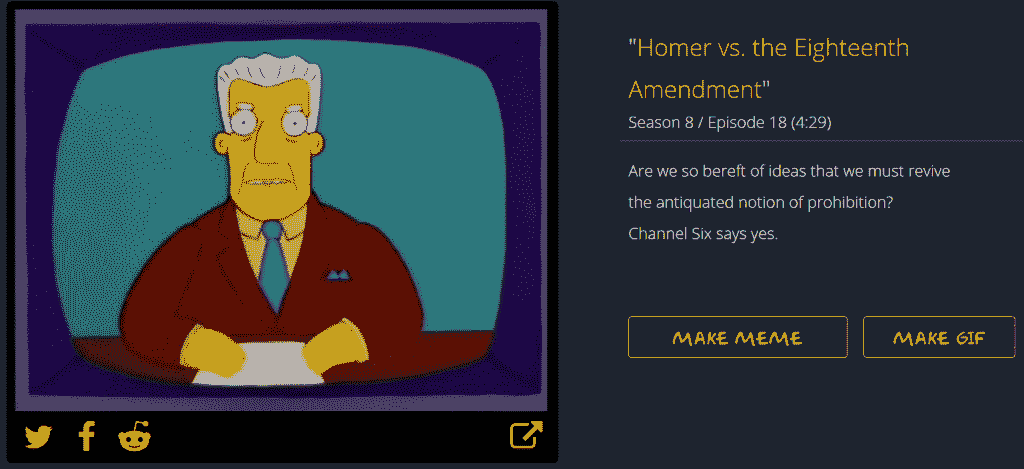 "Homer vs. the Eighteenth
Amendment"
Season 8 / Episode 18 (4:29)
Are we so bereft of ideas that we must revive
the antiquated notion of prohibition?
Channel Six says yes.
MAKE MEME
MAKE GIF